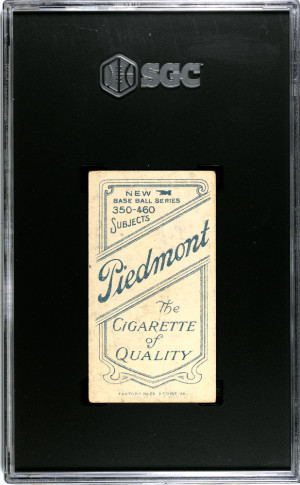 SGC
NEW
BASE BALL SERIES
350-460
SUBJECTS
Piedmont
The
CIGARETTE
of
QUALITY